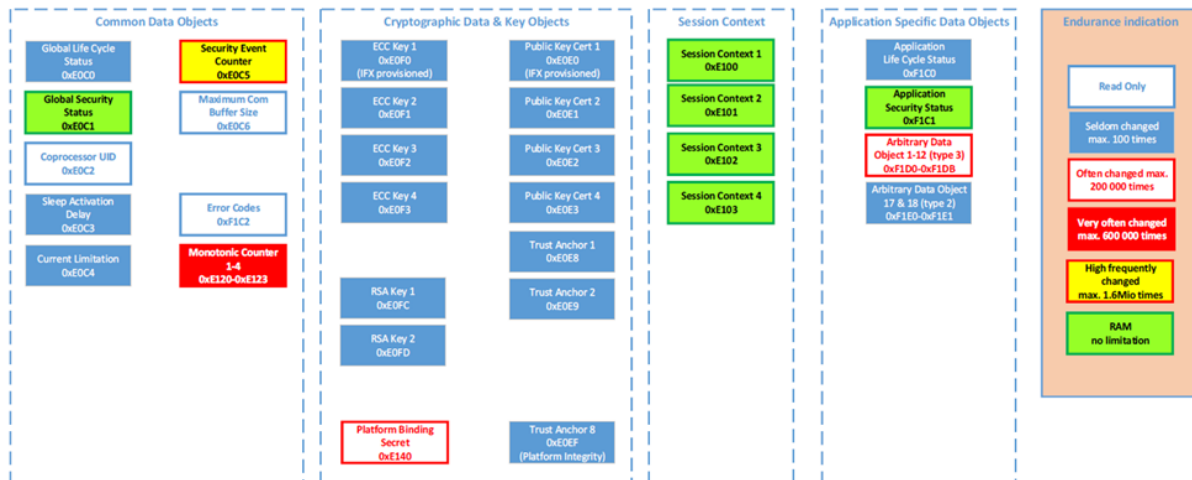 Common Data Objects
Global Life Cycle
Status
0xE0C0
Security Event
Counter
0xE0C5
Global Security
Status
0xE0C1
Maximum Com
Buffer Size
0xE0C6
Coprocessor UID
0xE0C2
Sleep Activation
Delay
0xE0C3
Error Codes
0xF1C2
Current Limitation
0xE0C4
Monotonic Counter
1-4
0xE120-0xE123
Cryptographic Data & Key Objects
ECC Key 1
0xE0F0
(IFX provisioned)
Public Key Cert 1
0xE0E0
(IFX provisioned)
ECC Key 2
0xE0F1
Public Key Cert 2
0xE0E1
ECC Key 3
0xE0F2
Public Key Cert 3
0xE0E2
ECC Key 4
0xE0F3
Public Key Cert 4
0xE0E3
Trust Anchor 1
0xE0E8
RSA Key 1
0xE0FC
Trust Anchor 2
0xE0E9
RSA Key 2
0xE0FD
Platform Binding
Secret
0xE140
Trust Anchor 8
0xE0EF
(Platform Integrity)
Session Context
Session Context 1
0xE100
Session Context 2
0xE101
Session Context 3
0xE102
Session Context 4
0xE103
Application Specific Data Objects
Application
Life Cycle Status
0xF1C0
Application
Security Status
0xF1C1
Arbitrary Data
Object 1-12 (type 3)
0xF1D0-0xF1DB
Arbitrary Data Object
17 & 18 (type 2)
0xF1E0-0xF1E1
Endurance indication
Read Only
Seldom changed
max. 100 times
Often changed max.
200 000 times
Very often changed
max. 600 000 times
High frequently
changed
max. 1.6Mio times
RAM
no limitation